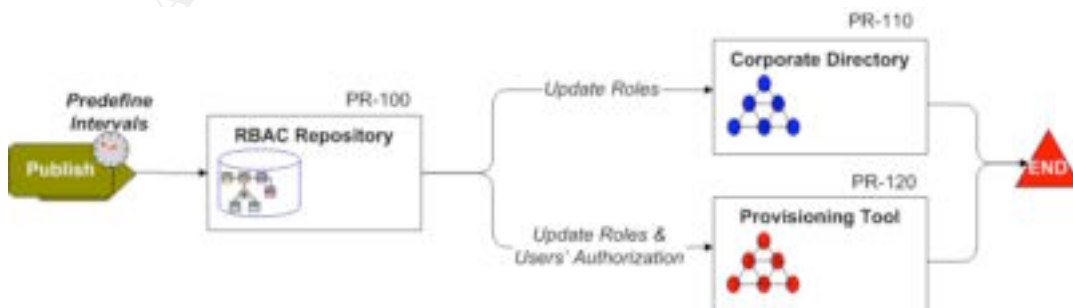 PR-110
Corporate Directory
Predefine
Intervals
PR-100
Update Roles
RBAC Repository
Publish
END
PR-120
Update Roles &
Users' Authorization
Provisioning Tool